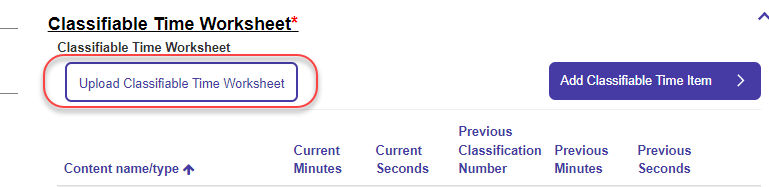 Classifiable Time Worksheet*
Classifiable Time Worksheet
Upload Classifiable Time Worksheet
Add Classifiable Time Item
Content name/type
Current Minutes
Current Seconds
Previous Classification Number
Previous Minutes
Previous Seconds